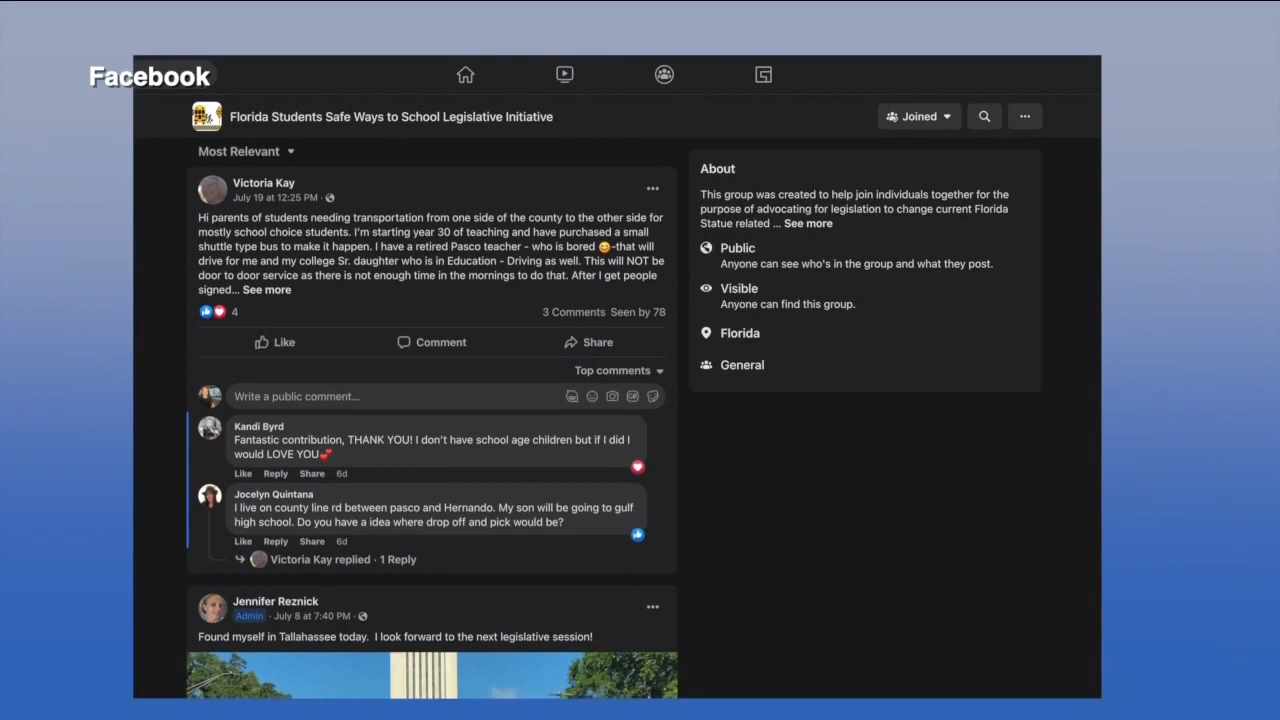 Facebook
Florida Students Safe Ways to School Legislative Initiative
Joined
Most Relevant
Victoria Kay
July 19 at 12:25 PM ·
Hi parents of students needing transportation from one side of the county to the other side for
mostly school choice students. I'm starting year 30 of teaching and have purchased a small
shuttle type bus to make it happen. I have a retired Pasco teacher - who is bored 😆-that will
drive for me and my college Sr. daughter who is in Education - Driving as well. This will NOT be
door to door service as there is not enough time in the mornings to do that. After I get people
signed... See more
4
3 Comments Seen by 78
Like Comment Share
Top comments
Write a public comment...
GIF
Kandi Byrd
Fantastic contribution, THANK YOU! I don't have school age children but if I did I
would LOVE YOU💕
Like Reply Share 6d
Jocelyn Quintana
I live on county line rd between pasco and Hernando. My son will be going to gulf
high school. Do you have a idea where drop off and pick would be?
Like Reply Share 6d
Victoria Kay replied · 1 Reply
Jennifer Reznick
Admin · July 8 at 7:40 PM ·
Found myself in Tallahassee today. I look forward to the next legislative session!
About
This group was created to help join individuals together for the
purpose of advocating for legislation to change current Florida
Statue related ... See more
Public
Anyone can see who's in the group and what they post.
Visible
Anyone can find this group.
Florida
General